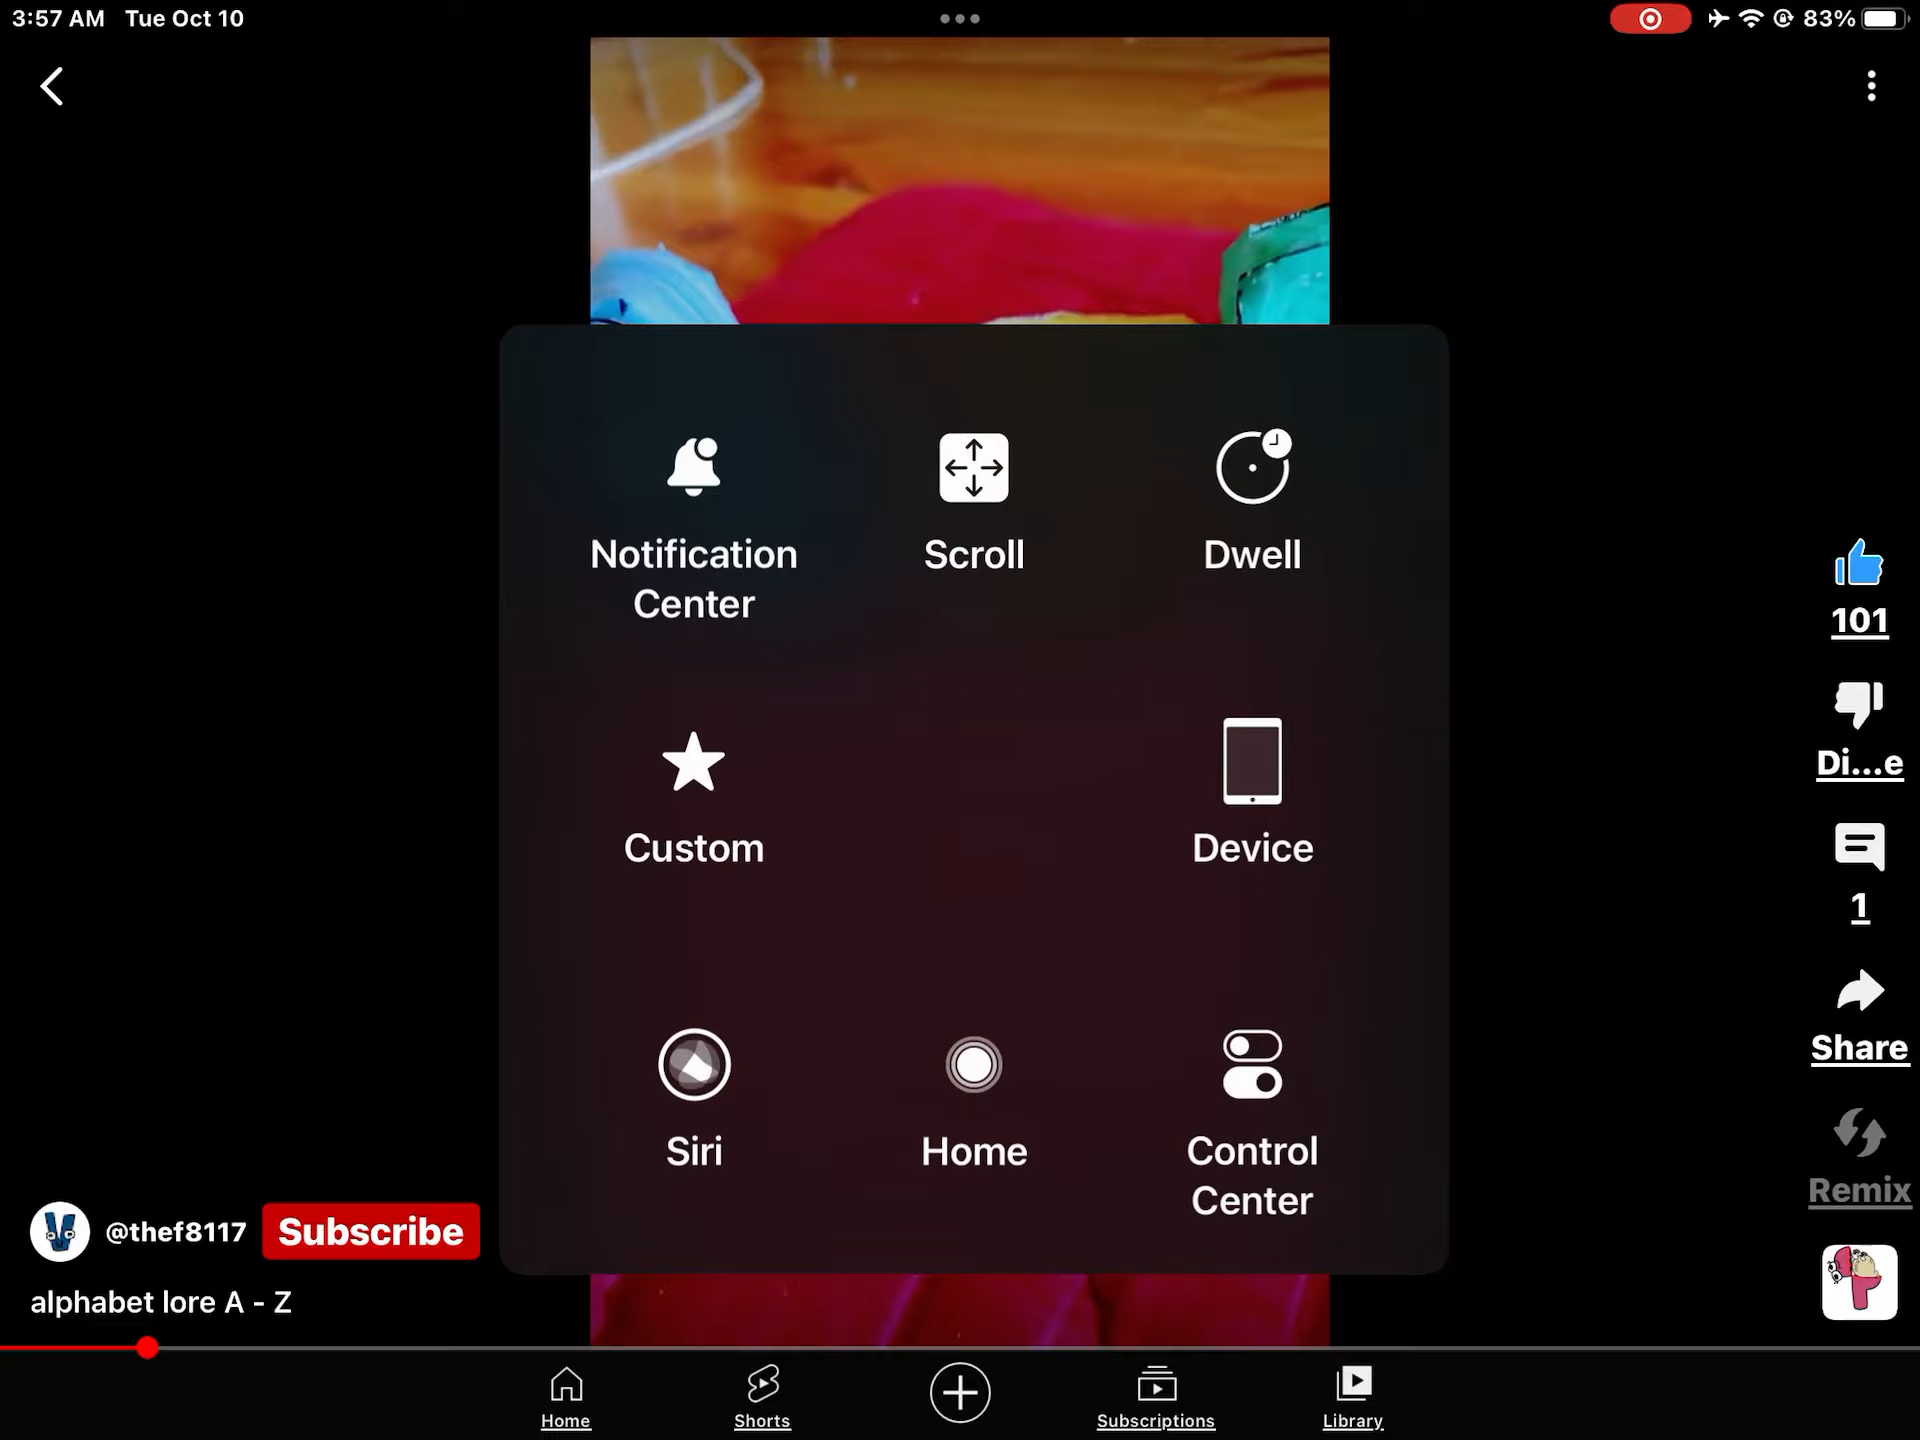 3:57 AM Tue Oct 10
83%
Notification
Center
Scroll
Dwell
101
Di...e
Custom
Device
1
Share
Siri
Home
Control
Center
Remix
@thef8117 Subscribe
alphabet lore A - Z
Home
Shorts
Subscriptions
Library